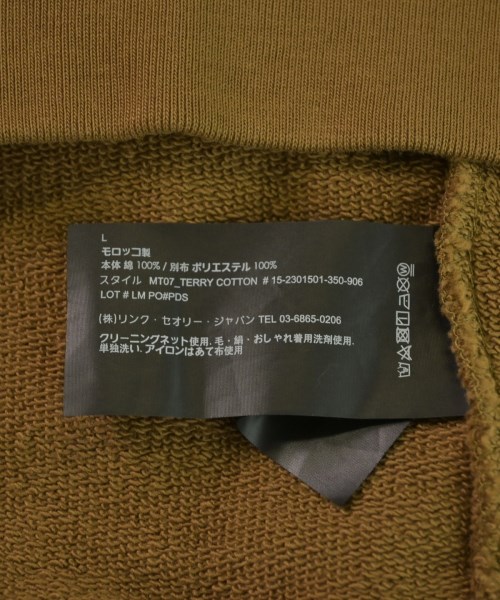 L
モロッコ製
本体 綿 100% / 別布 ポリエステル 100%
スタイル MT07_TERRY COTTON # 15-2301501-350-906
LOT # LM PO#PDS
(株)リンク・セオリー・ジャパン TEL 03-6865-0206
クリーニングネット使用. 毛・絹・おしゃれ着用洗剤使用.
単独洗い. アイロンはあて布使用